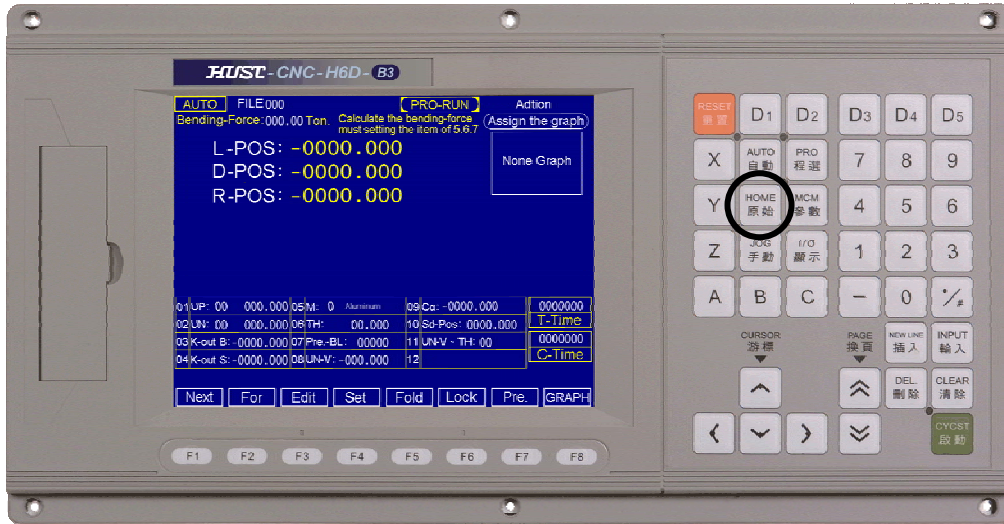 HUST-CNC-H6D-B3
AUTO FILE000 PRO-RUN Adtion
Bending-Force:000.00 Ton. Calculate the bending-force (Assign the graph)
must setting the item of 5.6.7
L-POS: -0000.000
None Graph
D-POS: -0000.000
R-POS: -0000.000
01 UP: 00 000.000 05 M: 0 Aluminum 09 Ca: -0000.000 0000000
02 UN: 00 000.000 06 TH: 00.000 10 Sd-Pos: 0000.000 T-Time
03 K-out B:-0000.000 07 Pre.-BL: 00000 11 UN-V、TH: 00 0000000
04 K-out S:-0000.000 08 UN-V: -000.000 12 C-Time
Next For Edit Set Fold Lock Pre. GRAPH
F1 F2 F3 F4 F5 F6 F7 F8
RESET 重置 D1 D2 D3 D4 D5
X AUTO 自動 PRO 程選 7 8 9
Y HOME 原始 MCM 參數 4 5 6
Z JOG 手動 I/O 顯示 1 2 3
A B C − 0
CURSOR 游標 PAGE 換頁 NEW LINE 插入 INPUT 輸入
DEL. 刪除 CLEAR 清除
CYCST 啟動